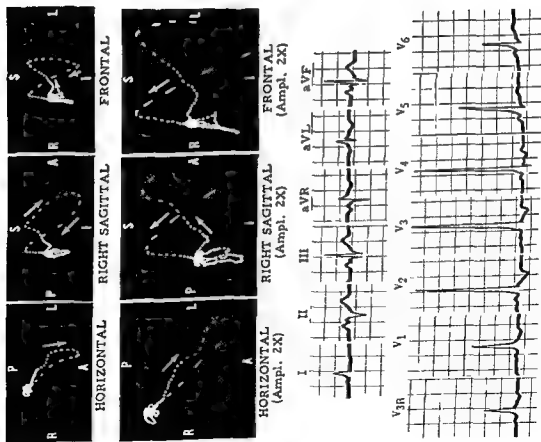 P S S
R L P A R L
A I I
HORIZONTAL RIGHT SAGITTAL FRONTAL
P S S
R L P A R L
A I I
HORIZONTAL RIGHT SAGITTAL FRONTAL
(Ampl. 2X) (Ampl. 2X) (Ampl. 2X)
I II III aVR aVL aVF
V3R V1 V2 V3 V4 V5 V6